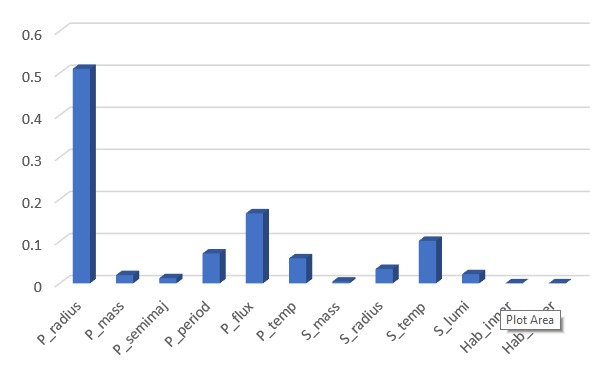 0.6
0.5
0.4
0.3
0.2
0.1
0
P_radius
P_mass
P_semimaj
P_period
P_flux
P_temp
S_mass
S_radius
S_temp
S_lumi
Hab_inner
Plot Area